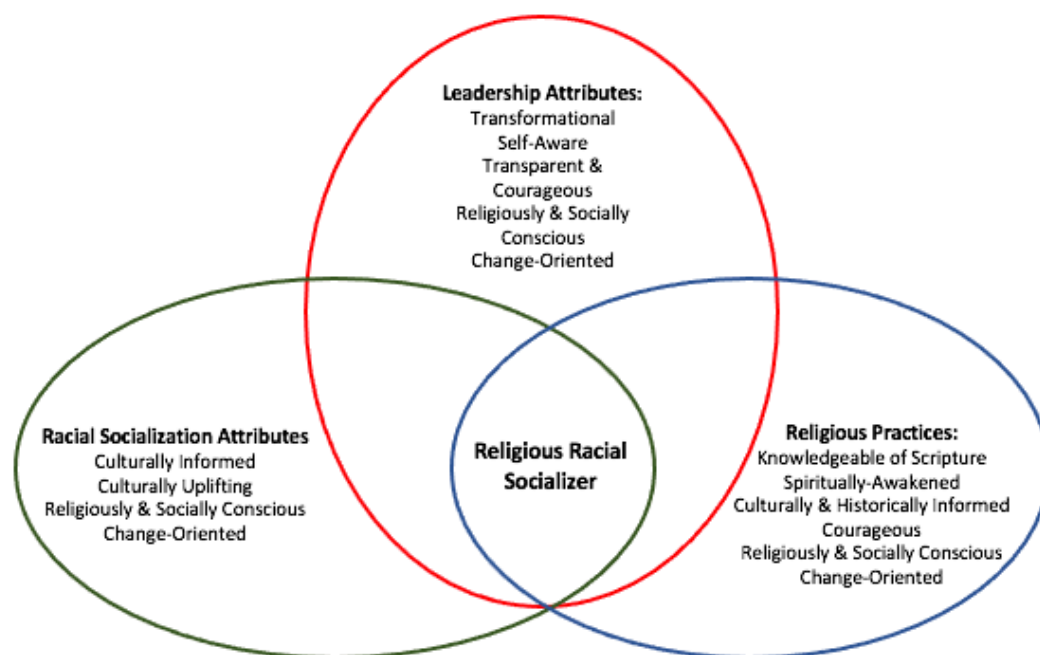 Leadership Attributes:
Transformational
Self-Aware
Transparent &
Courageous
Religiously & Socially
Conscious
Change-Oriented
Racial Socialization Attributes
Culturally Informed
Culturally Uplifting
Religiously & Socially Conscious
Change-Oriented
Religious Racial
Socializer
Religious Practices:
Knowledgeable of Scripture
Spiritually-Awakened
Culturally & Historically Informed
Courageous
Religiously & Socially Conscious
Change-Oriented